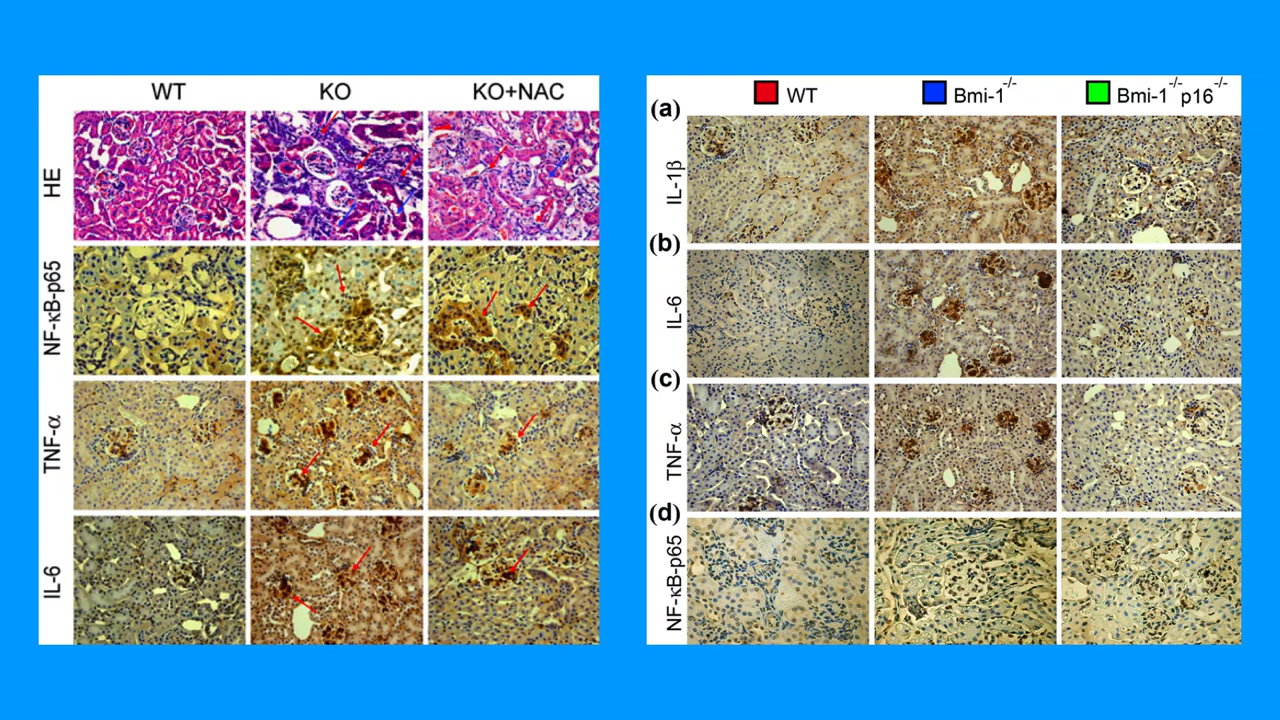 WT KO KO+NAC
HE
NF-κB-p65
TNF-α
IL-6
WT Bmi-1-/- Bmi-1-/-p16-/-
(a)
IL-1β
(b)
IL-6
(c)
TNF-α
(d)
NF-κB-p65